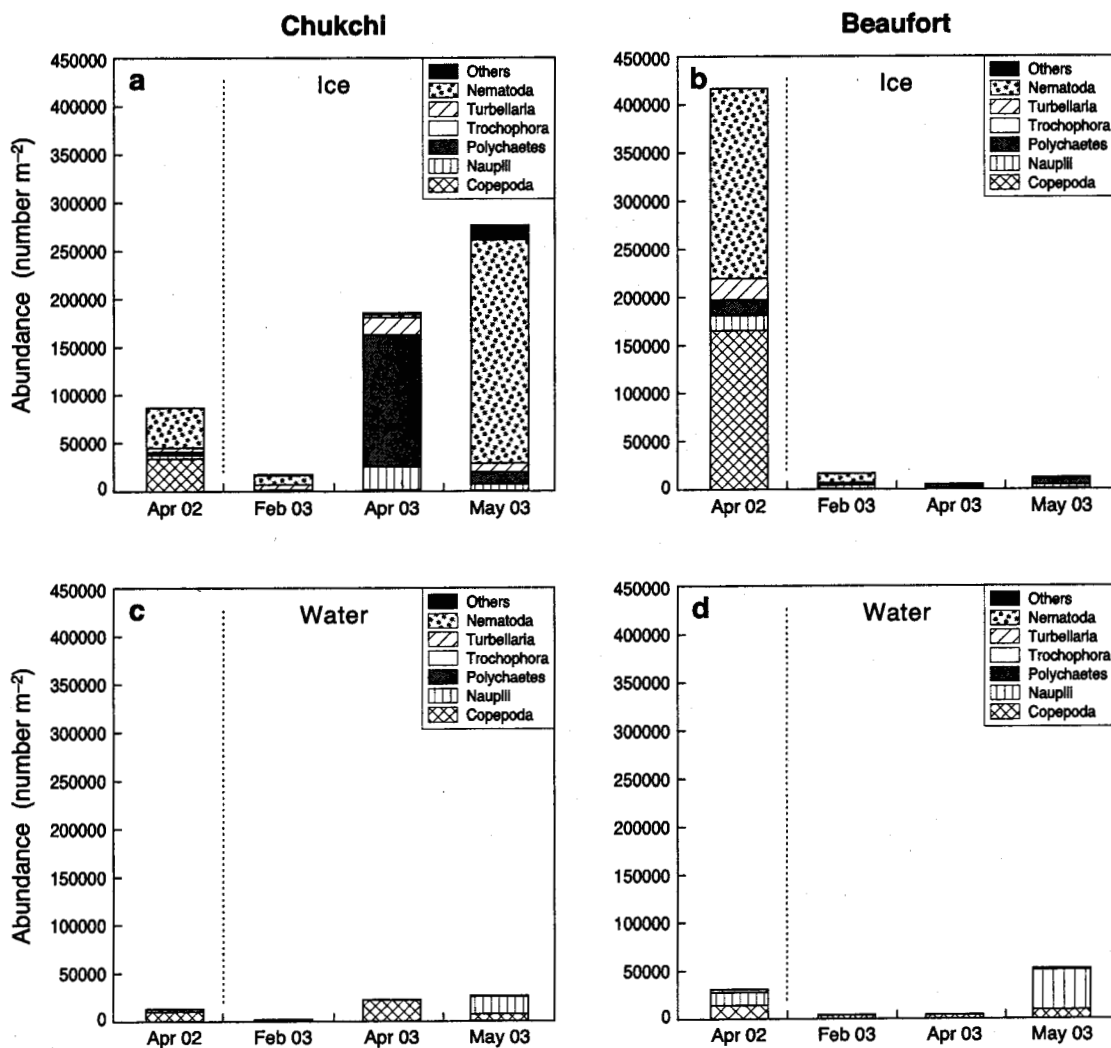 Chukchi
Beaufort
a
Ice
Others
Nematoda
Turbellaria
Trochophora
Polychaetes
Nauplii
Copepoda
450000
400000
350000
300000
250000
200000
150000
100000
50000
0
Abundance (number m⁻²)
Apr 02 Feb 03 Apr 03 May 03
b
Ice
Others
Nematoda
Turbellaria
Trochophora
Polychaetes
Nauplii
Copepoda
450000
400000
350000
300000
250000
200000
150000
100000
50000
0
Apr 02 Feb 03 Apr 03 May 03
c
Water
Others
Nematoda
Turbellaria
Trochophora
Polychaetes
Nauplii
Copepoda
450000
400000
350000
300000
250000
200000
150000
100000
50000
0
Abundance (number m⁻²)
Apr 02 Feb 03 Apr 03 May 03
d
Water
Others
Nematoda
Turbellaria
Trochophora
Polychaetes
Nauplii
Copepoda
450000
400000
350000
300000
250000
200000
150000
100000
50000
0
Apr 02 Feb 03 Apr 03 May 03